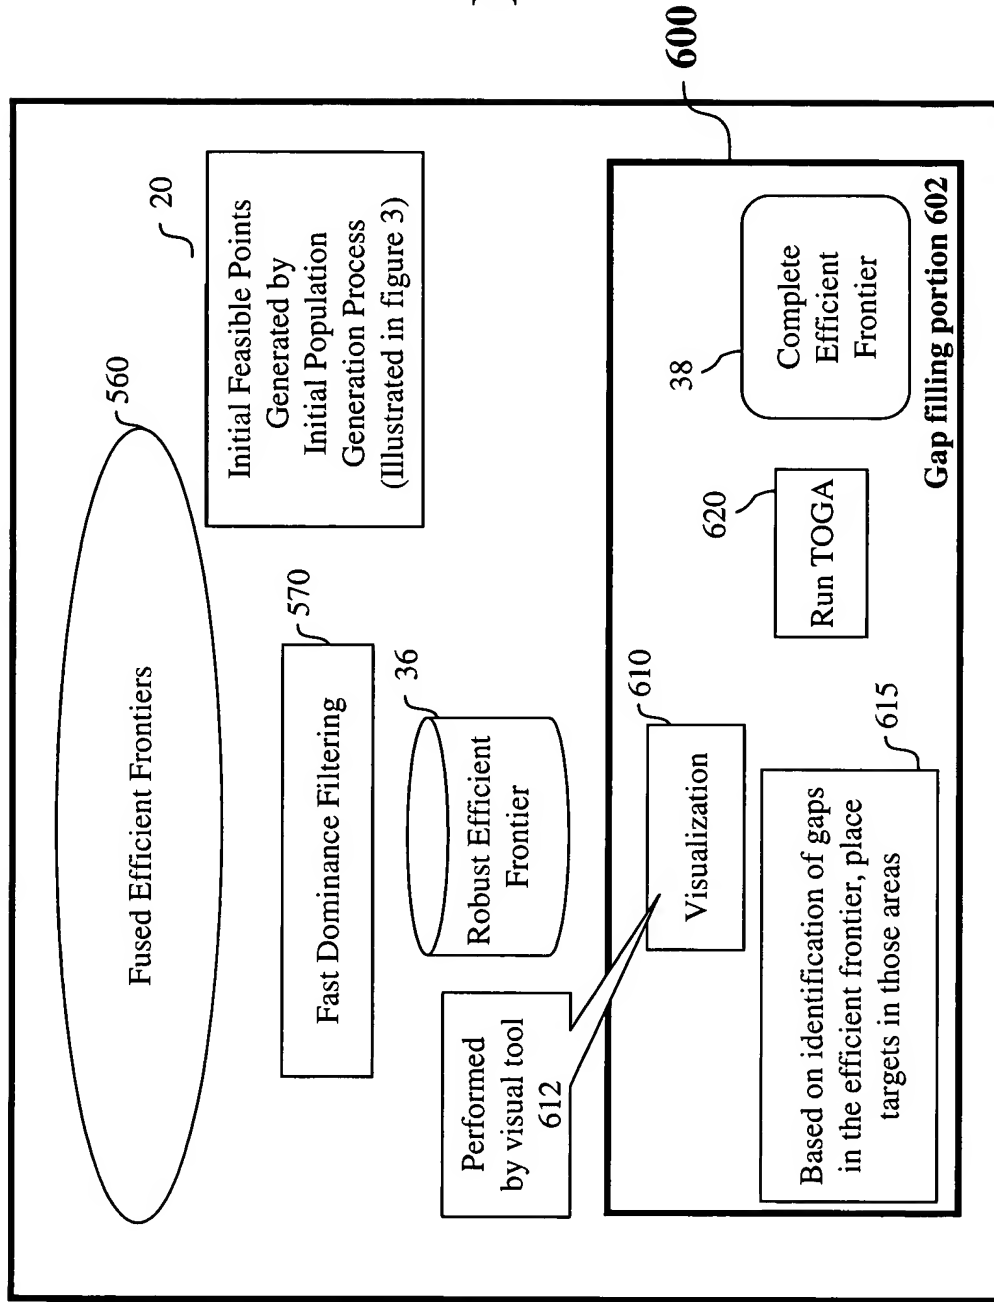 Fused Efficient Frontiers
560
20
Initial Feasible Points
Generated by
Initial Population
Generation Process
(Illustrated in figure 3)
Fast Dominance Filtering
570
Robust Efficient
Frontier
36
Performed
by visual tool
612
600
Visualization
610
Based on identification of gaps
in the efficient frontier, place
targets in those areas
615
Run TOGA
620
Complete
Efficient
Frontier
38
Gap filling portion 602